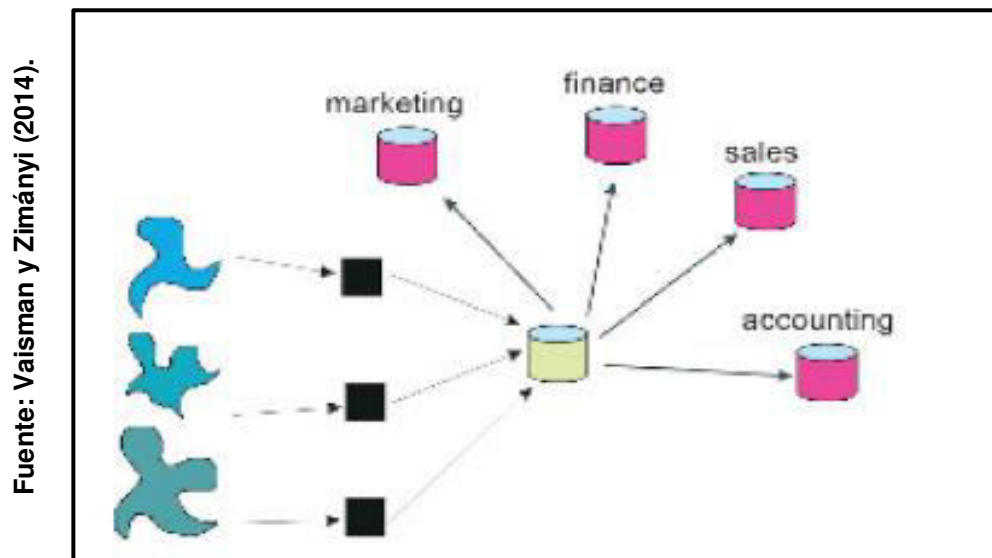 Fuente: Vaisman y Zimányi (2014).
marketing
finance
sales
accounting